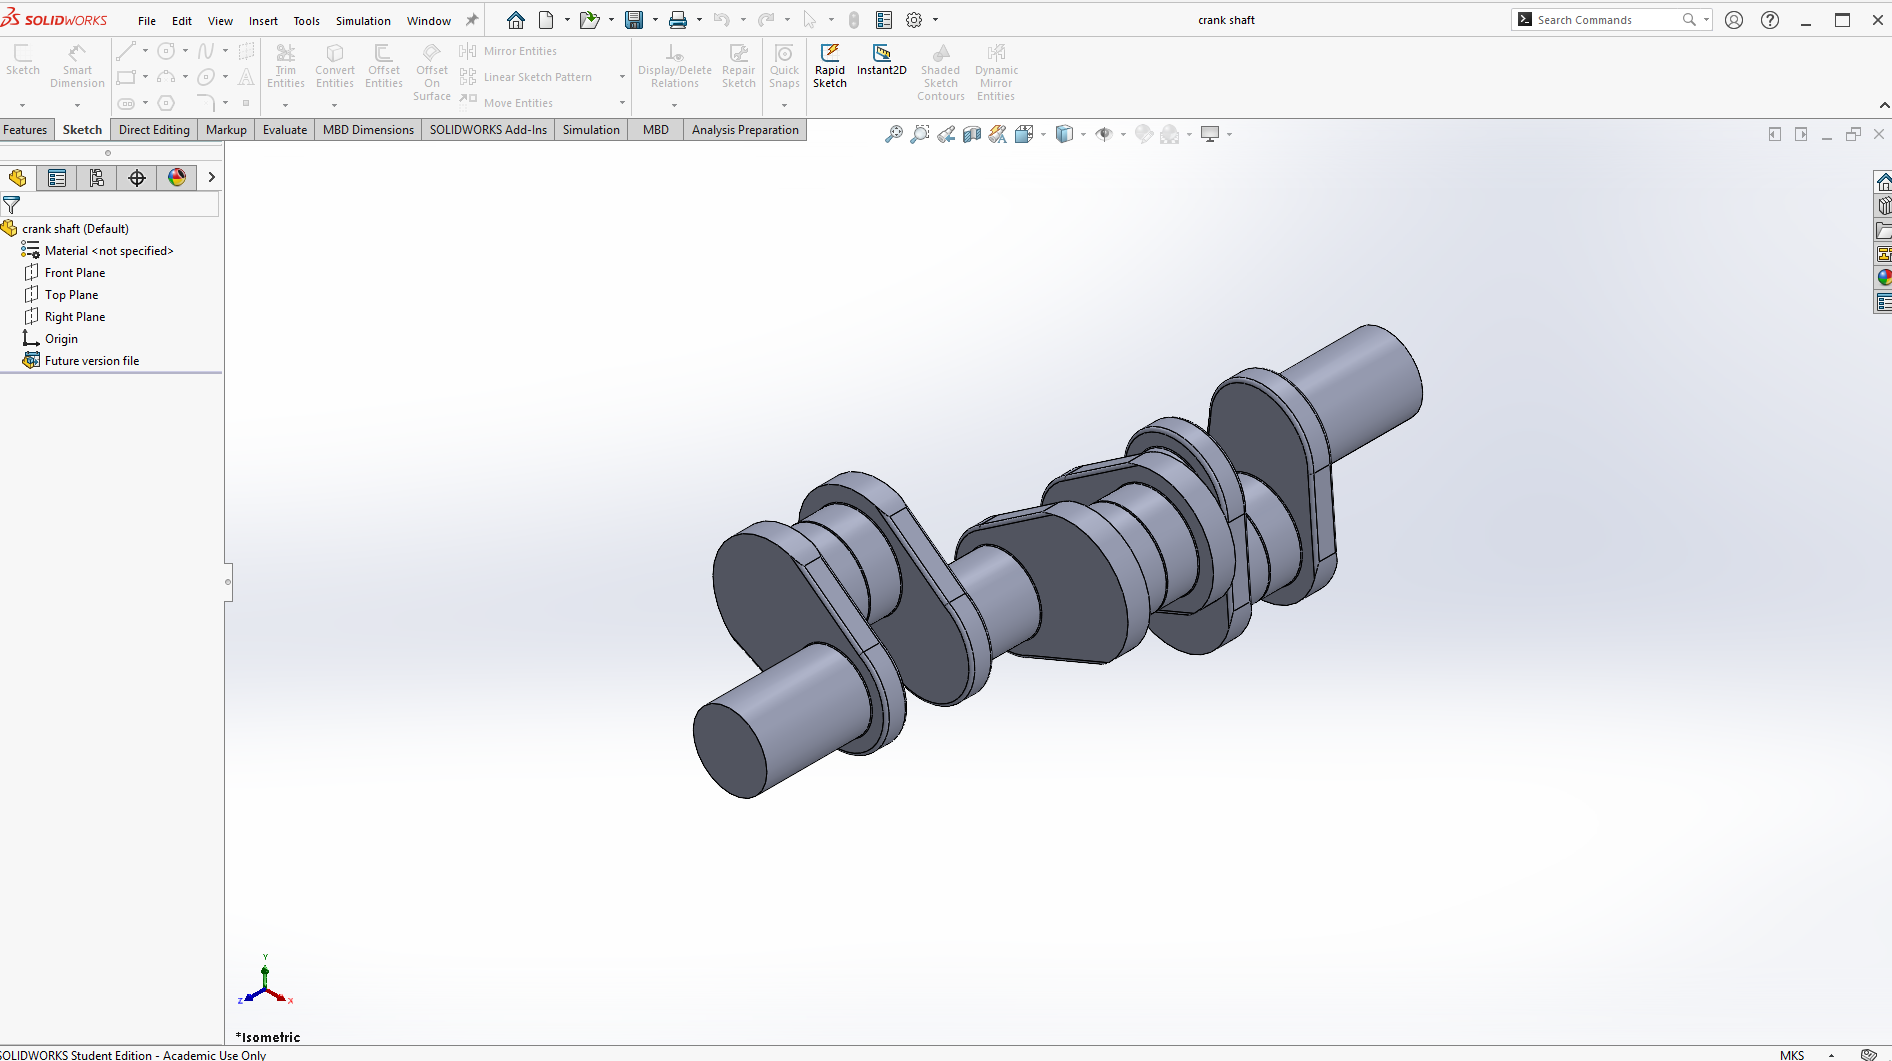 SOLIDWORKS File Edit View Insert Tools Simulation Window crank shaft Search Commands
Sketch
Smart Dimension
Trim Entities
Convert Entities
Offset Entities
Offset On Surface
Mirror Entities
Linear Sketch Pattern
Move Entities
Display/Delete Relations
Repair Sketch
Quick Snaps
Rapid Sketch
Instant2D
Shaded Sketch Contours
Dynamic Mirror Entities
Features Sketch Direct Editing Markup Evaluate MBD Dimensions SOLIDWORKS Add-Ins Simulation MBD Analysis Preparation
crank shaft (Default)
Material <not specified>
Front Plane
Top Plane
Right Plane
Origin
Future version file
Y
Z X
*Isometric
SOLIDWORKS Student Edition - Academic Use Only MKS